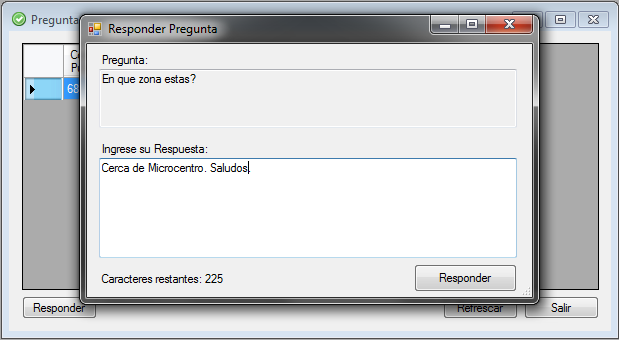 Pregunta
Responder Pregunta
Pregunta:
En que zona estas?
68
Ingrese su Respuesta:
Cerca de Microcentro. Saludos.
Caracteres restantes: 225
Responder
Responder
Refrescar
Salir